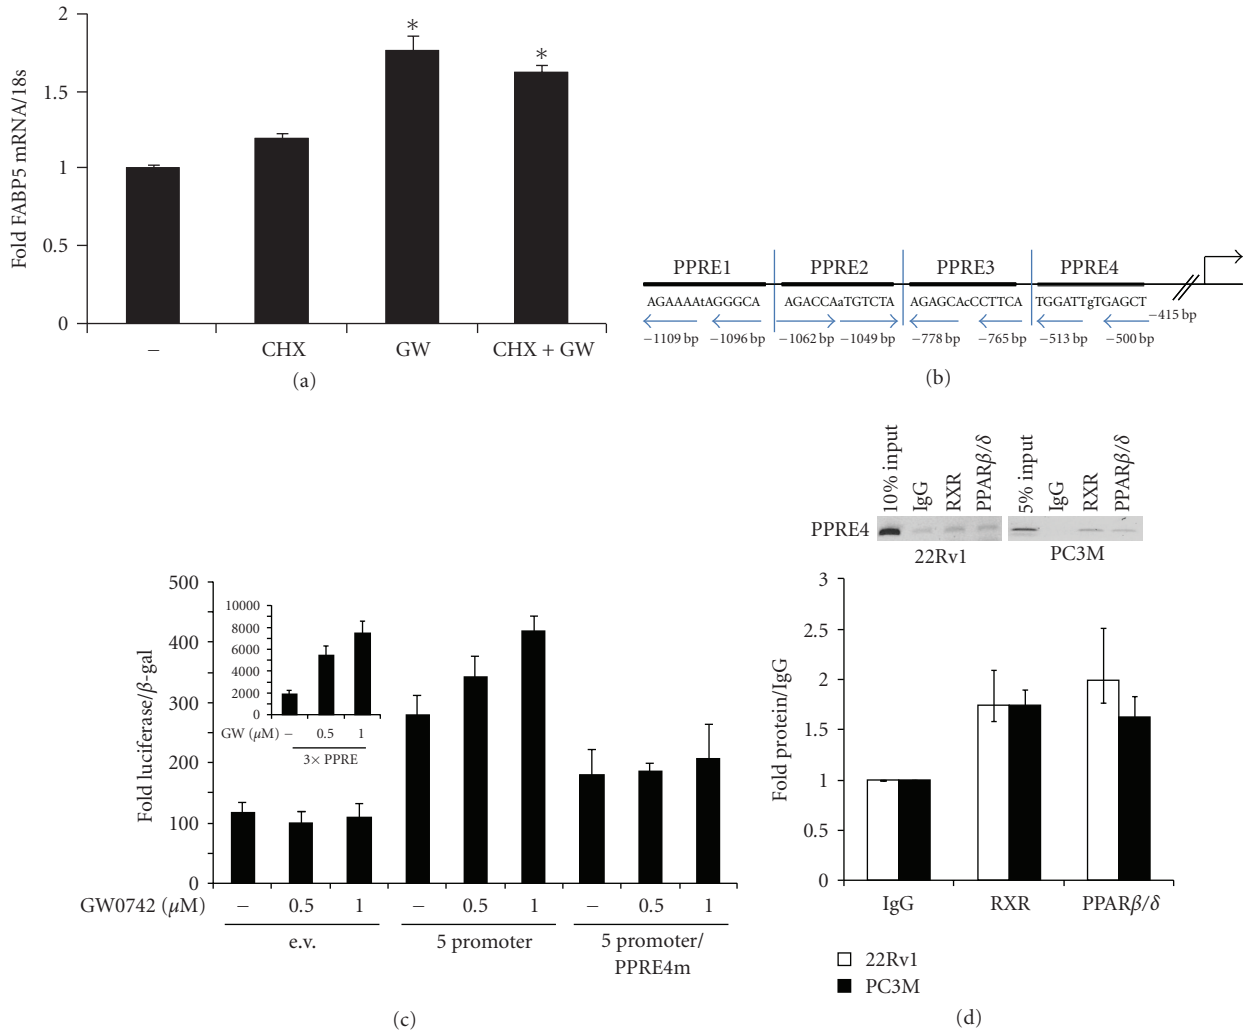 2
1.5
1
0.5
0
Fold FABP5 mRNA/18s
*
*
− CHX GW CHX + GW
(a)
PPRE1 PPRE2 PPRE3 PPRE4
AGAAAAtAGGGCA AGACCAaTGTCTA AGAGCAcCCTTCA TGGATTgTGAGCT
−415 bp
−1109 bp −1096 bp −1062 bp −1049 bp −778 bp −765 bp −513 bp −500 bp
(b)
500
400
300
200
100
0
Fold luciferase/β-gal
10000
8000
6000
4000
2000
0
GW (μM) − 0.5 1
3× PPRE
GW0742 (μM) − 0.5 1 − 0.5 1 − 0.5 1
e.v. 5 promoter 5 promoter/
PPRE4m
(c)
10% input IgG RXR PPARβ/δ 5% input IgG RXR PPARβ/δ
PPRE4
22Rv1 PC3M
3
2.5
2
1.5
1
0.5
0
Fold protein/IgG
IgG RXR PPARβ/δ
22Rv1
PC3M
(d)